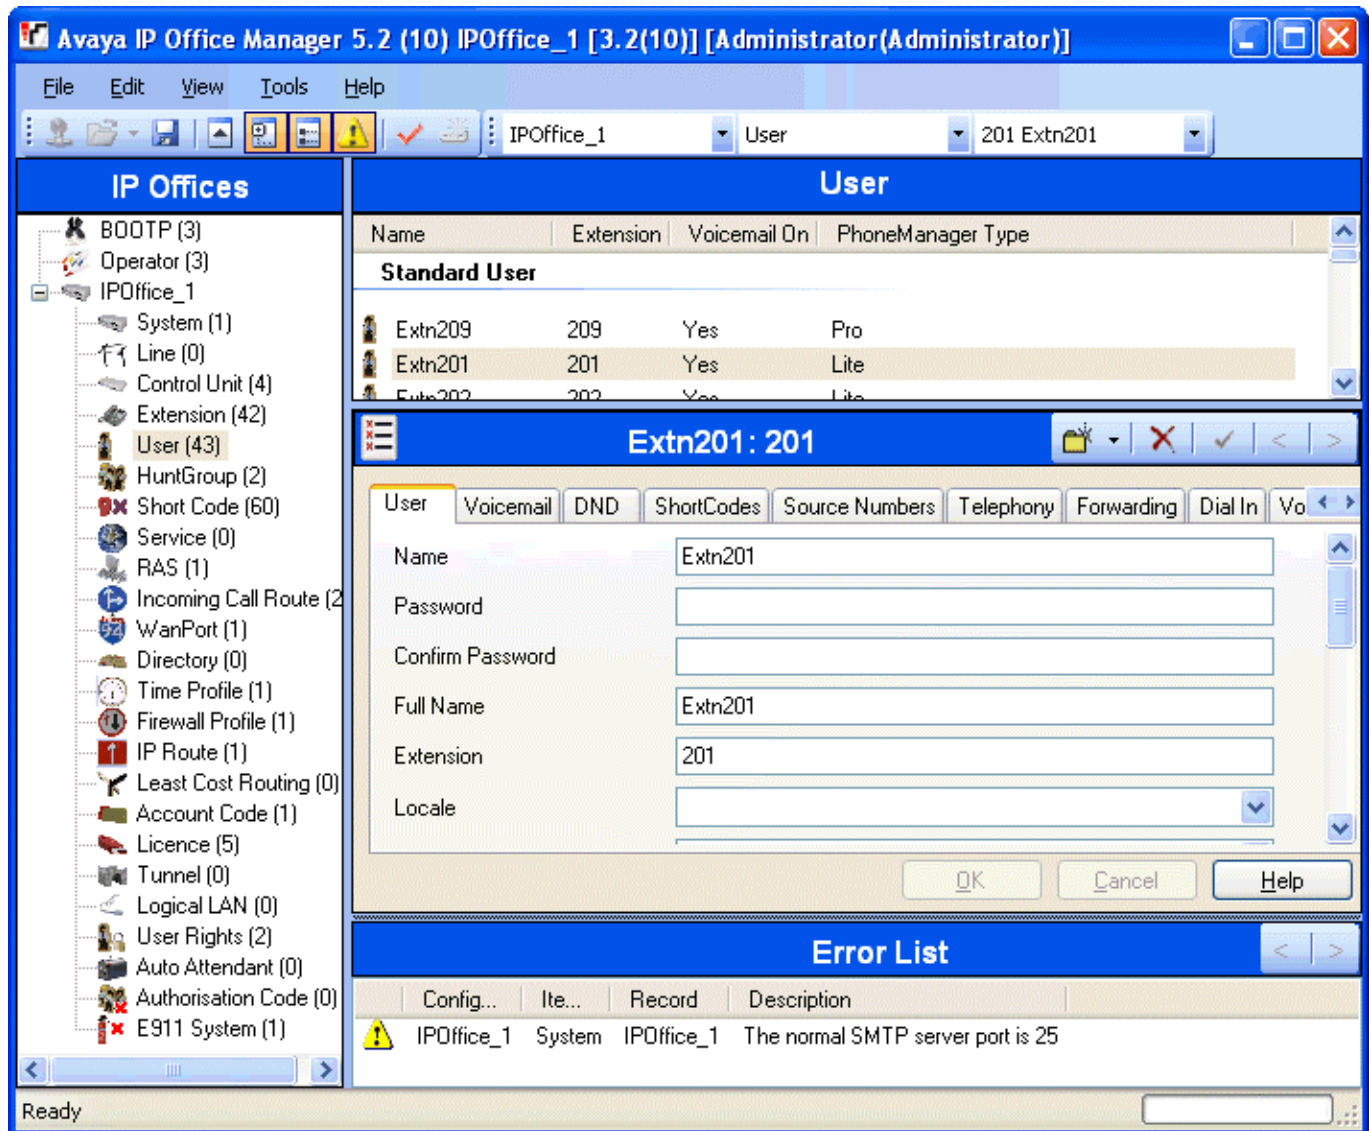 Avaya IP Office Manager 5.2 (10) IPOffice_1 [3.2(10)] [Administrator(Administrator)]
File Edit View Tools Help
IPOffice_1 User 201 Extn201
IP Offices
BOOTP (3)
Operator (3)
IPOffice_1
System (1)
Line (0)
Control Unit (4)
Extension (42)
User (43)
HuntGroup (2)
Short Code (60)
Service (0)
RAS (1)
Incoming Call Route (2
WanPort (1)
Directory (0)
Time Profile (1)
Firewall Profile (1)
IP Route (1)
Least Cost Routing (0)
Account Code (1)
Licence (5)
Tunnel (0)
Logical LAN (0)
User Rights (2)
Auto Attendant (0)
Authorisation Code (0)
E911 System (1)
User
Name Extension Voicemail On PhoneManager Type
Standard User
Extn209 209 Yes Pro
Extn201 201 Yes Lite
Extn202 202 Yes Lite
Extn201: 201
User Voicemail DND ShortCodes Source Numbers Telephony Forwarding Dial In Vo
Name Extn201
Password
Confirm Password
Full Name Extn201
Extension 201
Locale
OK Cancel Help
Error List
Config... Ite... Record Description
IPOffice_1 System IPOffice_1 The normal SMTP server port is 25
Ready